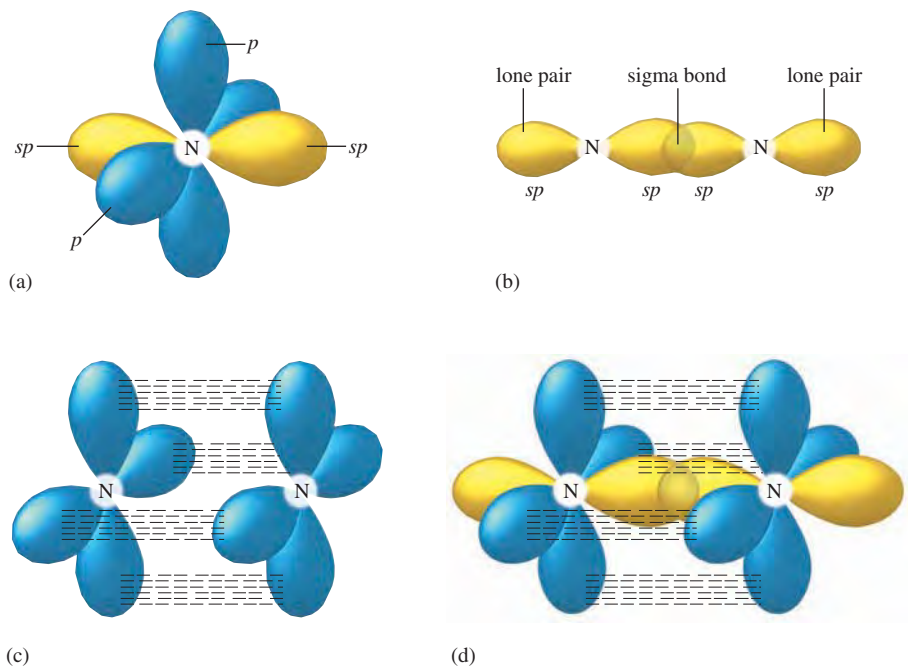 p
sp
N
sp
p
(a)
lone pair sigma bond lone pair
N N
sp sp sp sp
(b)
N N
(c)
N N
(d)